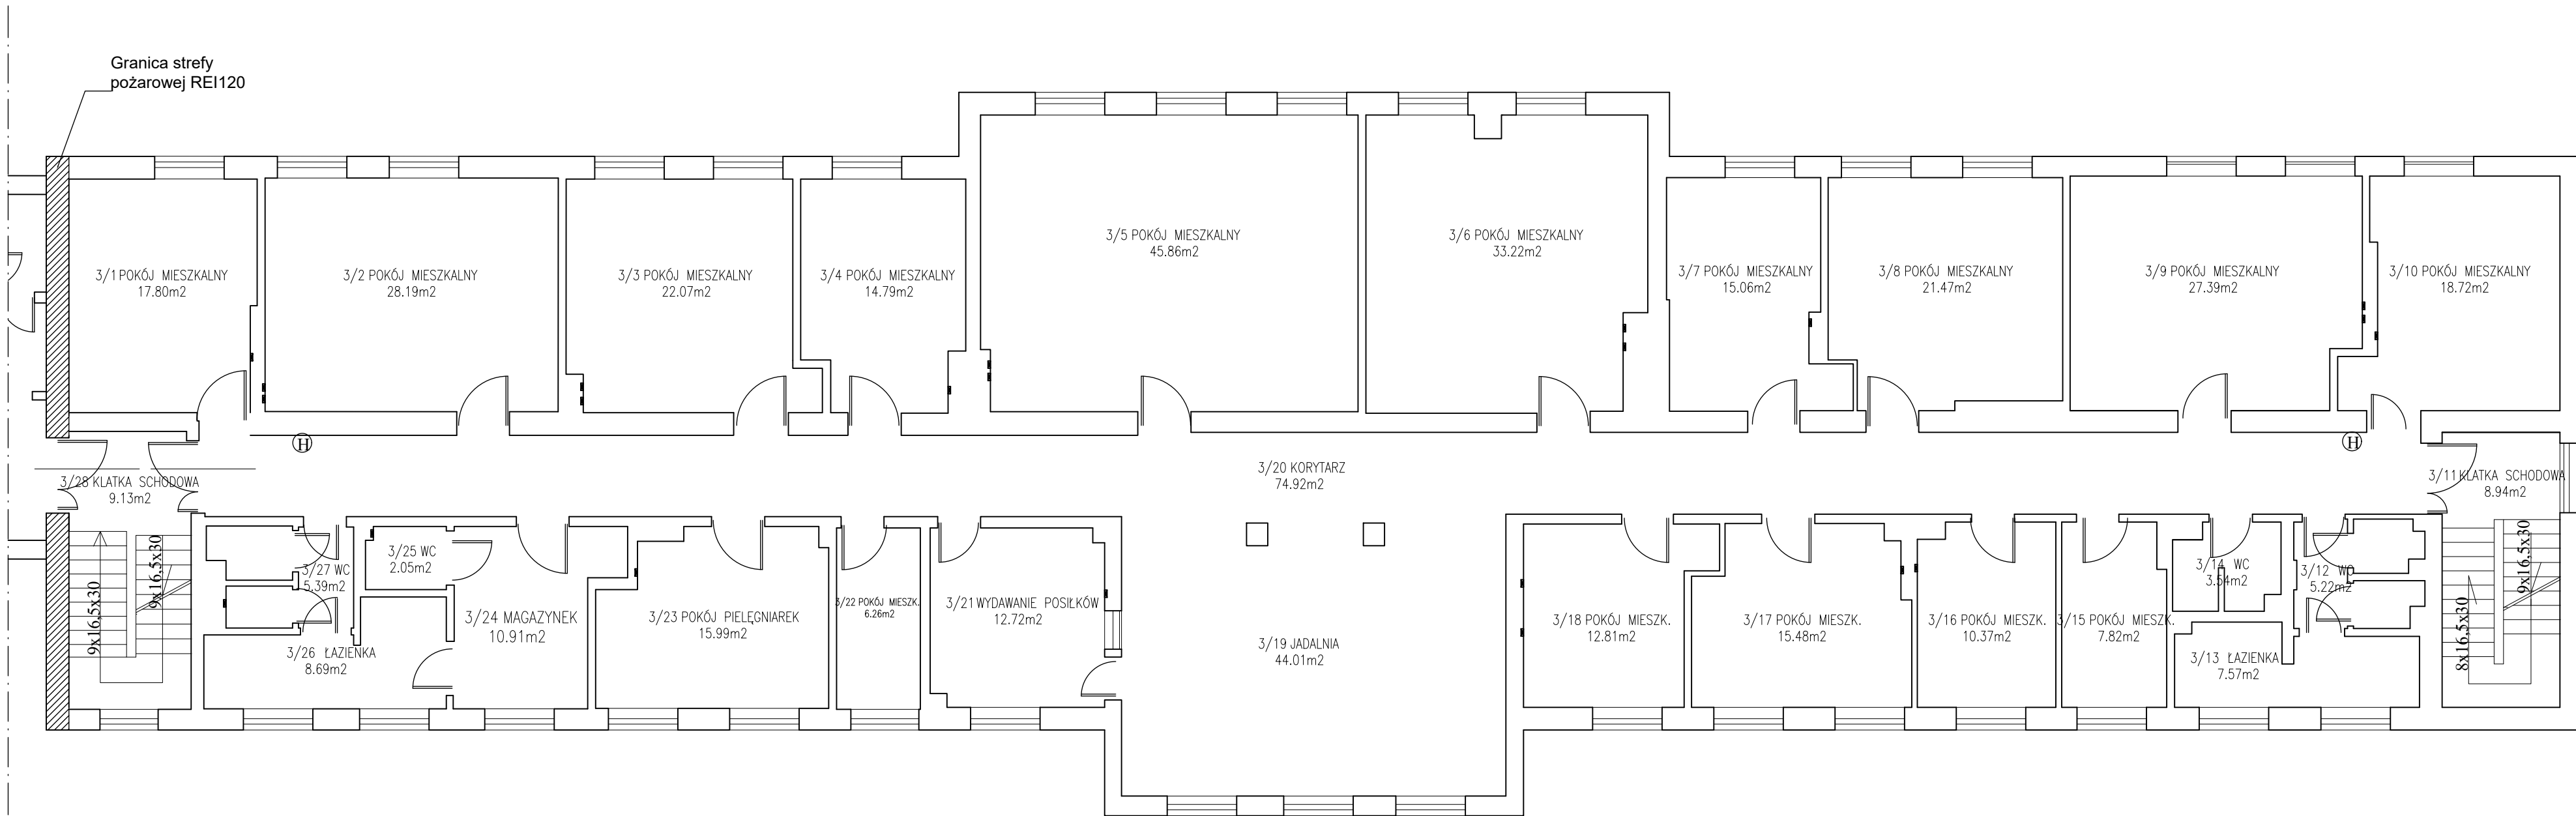 Granica strefy
pożarowej REI120
3/1 POKÓJ MIESZKALNY
17.80m2
3/2 POKÓJ MIESZKALNY
28.19m2
3/3 POKÓJ MIESZKALNY
22.07m2
3/4 POKÓJ MIESZKALNY
14.79m2
3/5 POKÓJ MIESZKALNY
45.86m2
3/6 POKÓJ MIESZKALNY
33.22m2
3/7 POKÓJ MIESZKALNY
15.06m2
3/8 POKÓJ MIESZKALNY
21.47m2
3/9 POKÓJ MIESZKALNY
27.39m2
3/10 POKÓJ MIESZKALNY
18.72m2
H
H
3/28 KLATKA SCHODOWA
9.13m2
3/20 KORYTARZ
74.92m2
3/11 KLATKA SCHODOWA
8.94m2
9x16,5x30
9x16,5x30
3/27 WC
5.39m2
3/25 WC
2.05m2
3/26 ŁAZIENKA
8.69m2
3/24 MAGAZYNEK
10.91m2
3/23 POKÓJ PIELĘGNIAREK
15.99m2
3/22 POKÓJ MIESZK.
6.26m2
3/21 WYDAWANIE POSIŁKÓW
12.72m2
3/19 JADALNIA
44.01m2
3/18 POKÓJ MIESZK.
12.81m2
3/17 POKÓJ MIESZK.
15.48m2
3/16 POKÓJ MIESZK.
10.37m2
3/15 POKÓJ MIESZK.
7.82m2
3/14 WC
3.54m2
3/13 ŁAZIENKA
7.57m2
3/12 WC
5.22m2
8x16,5x30
9x16,5x30